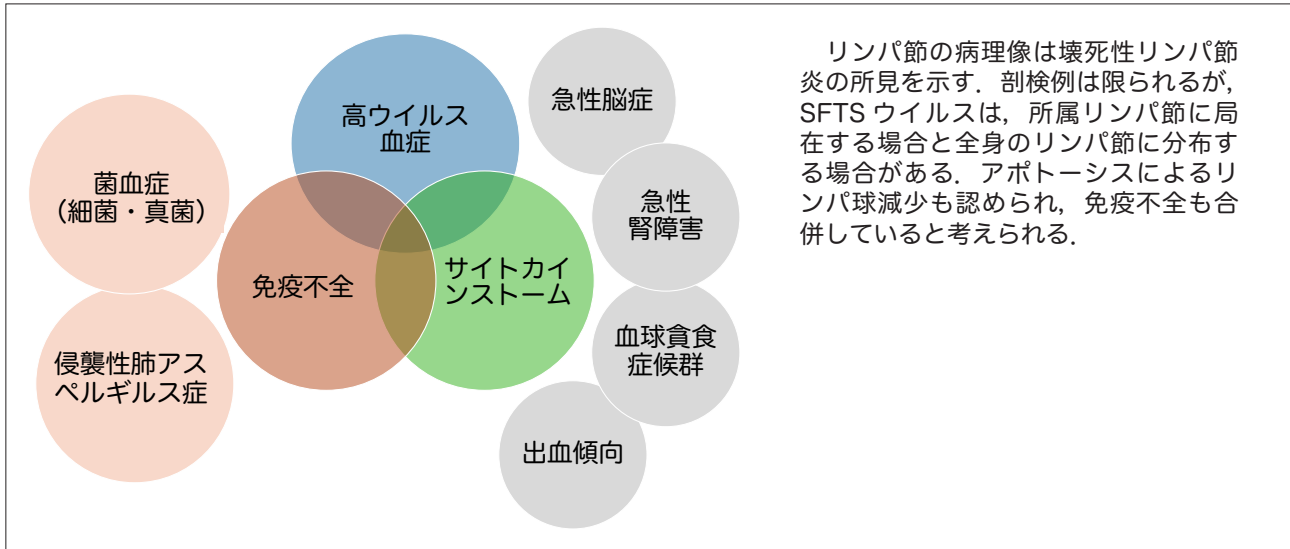 高ウイルス
血症
免疫不全
サイトカイ
ンストーム
菌血症
（細菌・真菌）
侵襲性肺アス
ペルギルス症
急性脳症
急性
腎障害
血球貪食
症候群
出血傾向
　リンパ節の病理像は壊死性リンパ節
炎の所見を示す．剖検例は限られるが，
SFTS ウイルスは，所属リンパ節に局
在する場合と全身のリンパ節に分布す
る場合がある．アポトーシスによるリ
ンパ球減少も認められ，免疫不全も合
併していると考えられる．